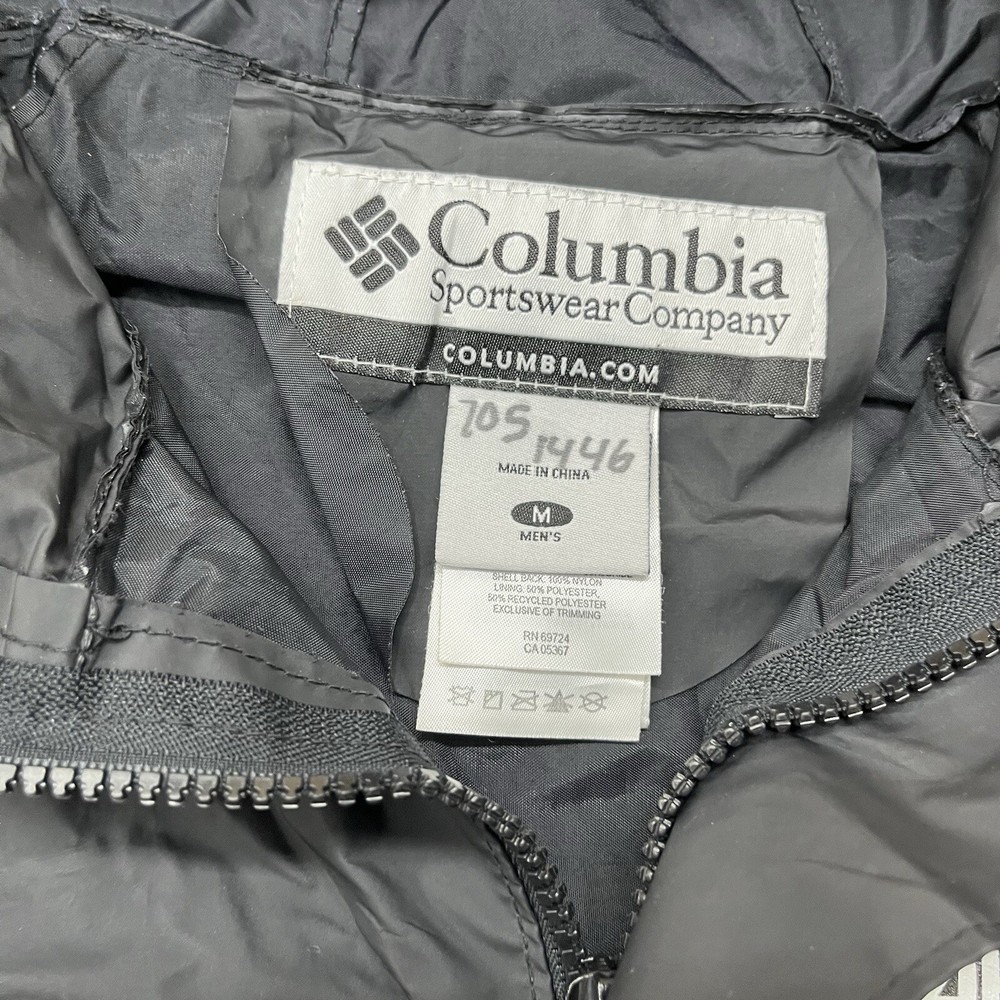 Columbia
Sportswear Company
COLUMBIA.COM
705
1446
MADE IN CHINA
M
MEN'S
SHELL BACK: 100% NYLON
LINING: 50% POLYESTER,
50% RECYCLED POLYESTER
EXCLUSIVE OF TRIMMING
RN 69724
CA 05367